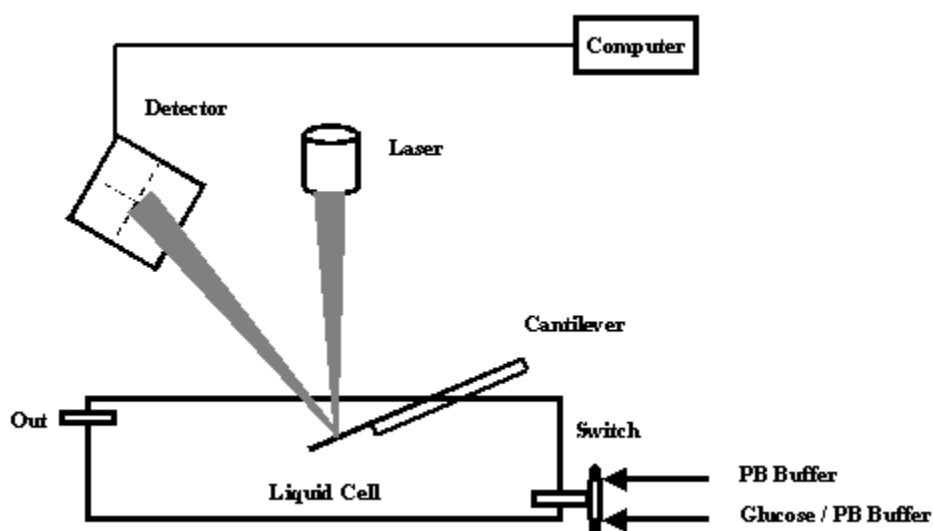 Computer
Detector
Laser
Cantilever
Out
Switch
PB Buffer
Liquid Cell
Glucose / PB Buffer